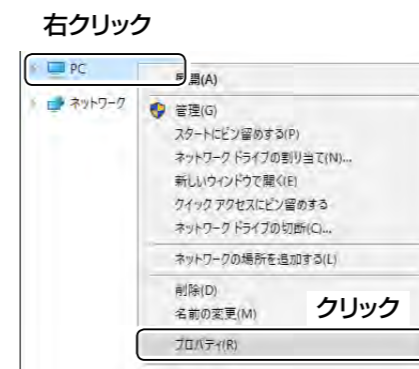 右クリック
PC
ネットワーク
展開(A)
管理(G)
スタートにピン留めする(P)
ネットワーク ドライブの割り当て(N)...
新しいウィンドウで開く(E)
クイック アクセスにピン留めする
ネットワーク ドライブの切断(C)...
ネットワークの場所を追加する(L)
削除(D)
名前の変更(M)
クリック
プロパティ(R)